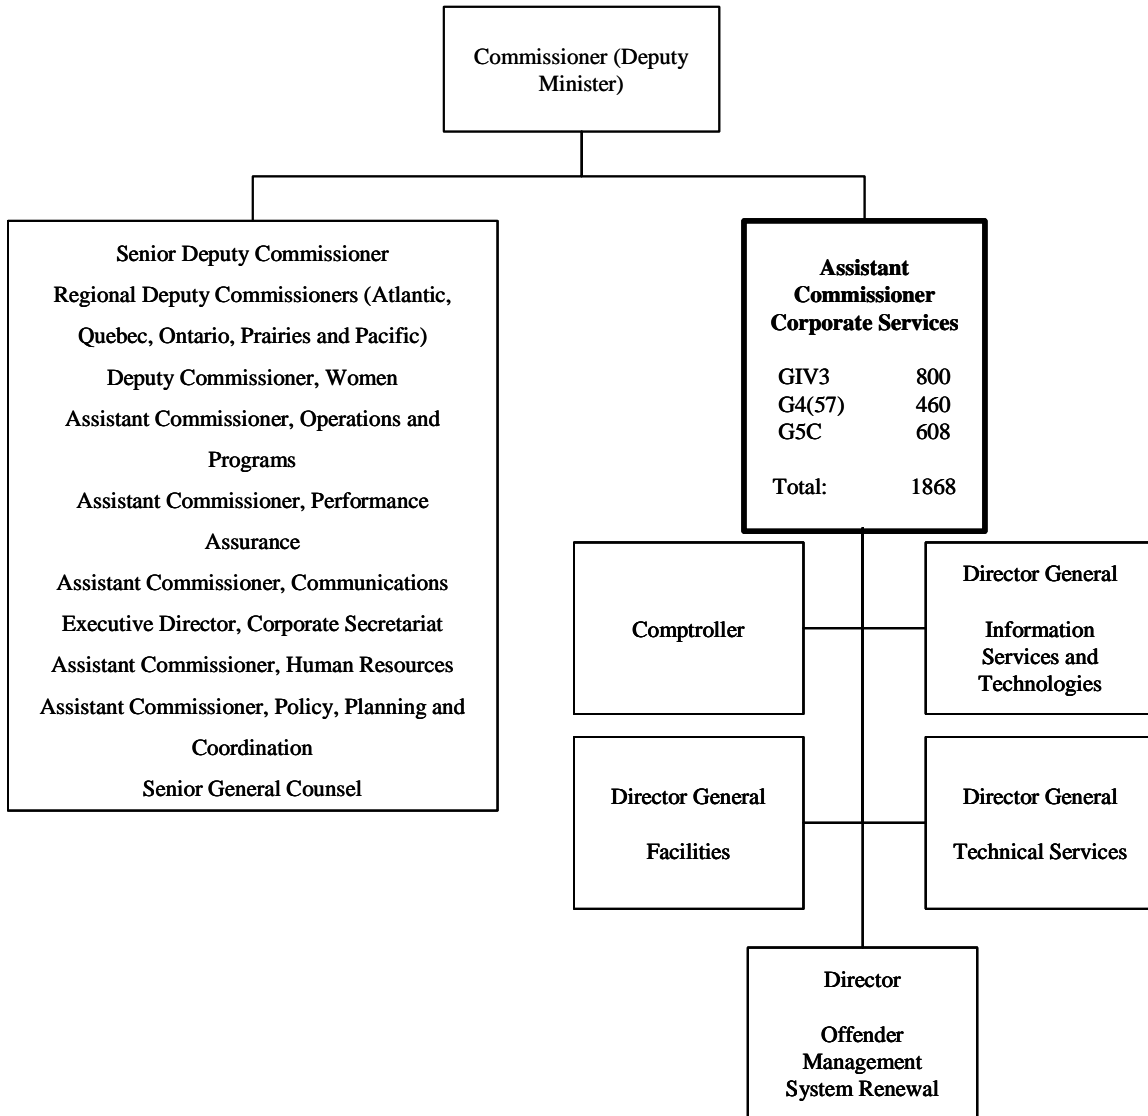 Commissioner (Deputy
Minister)
Senior Deputy Commissioner
Regional Deputy Commissioners (Atlantic,
Quebec, Ontario, Prairies and Pacific)
Deputy Commissioner, Women
Assistant Commissioner, Operations and
Programs
Assistant Commissioner, Performance
Assurance
Assistant Commissioner, Communications
Executive Director, Corporate Secretariat
Assistant Commissioner, Human Resources
Assistant Commissioner, Policy, Planning and
Coordination
Senior General Counsel
Assistant
Commissioner
Corporate Services
GIV3 800
G4(57) 460
G5C 608
Total: 1868
Comptroller
Director General
Information
Services and
Technologies
Director General
Facilities
Director General
Technical Services
Director
Offender
Management
System Renewal